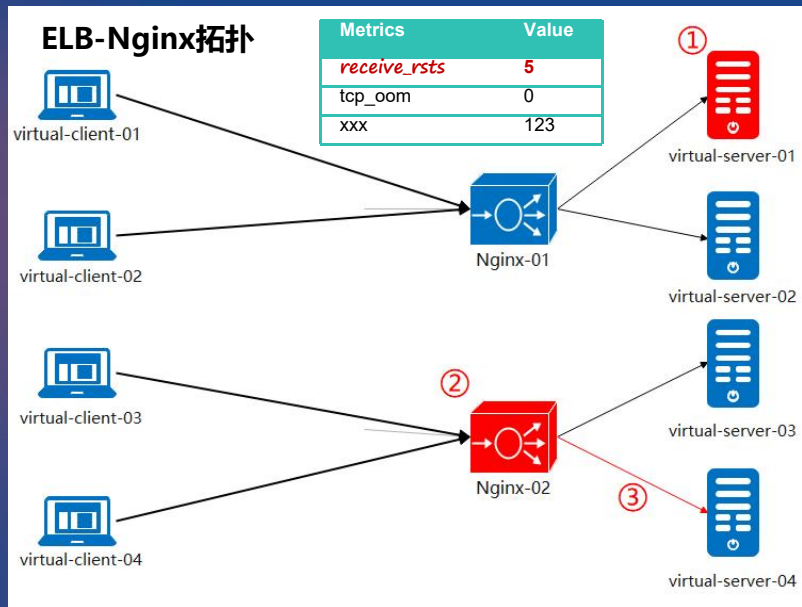 ELB-Nginx拓扑
Metrics Value
receive_rsts 5
tcp_oom 0
xxx 123
①
virtual-client-01
virtual-server-01
Nginx-01
virtual-client-02
virtual-server-02
②
virtual-client-03
virtual-server-03
Nginx-02
③
virtual-client-04
virtual-server-04